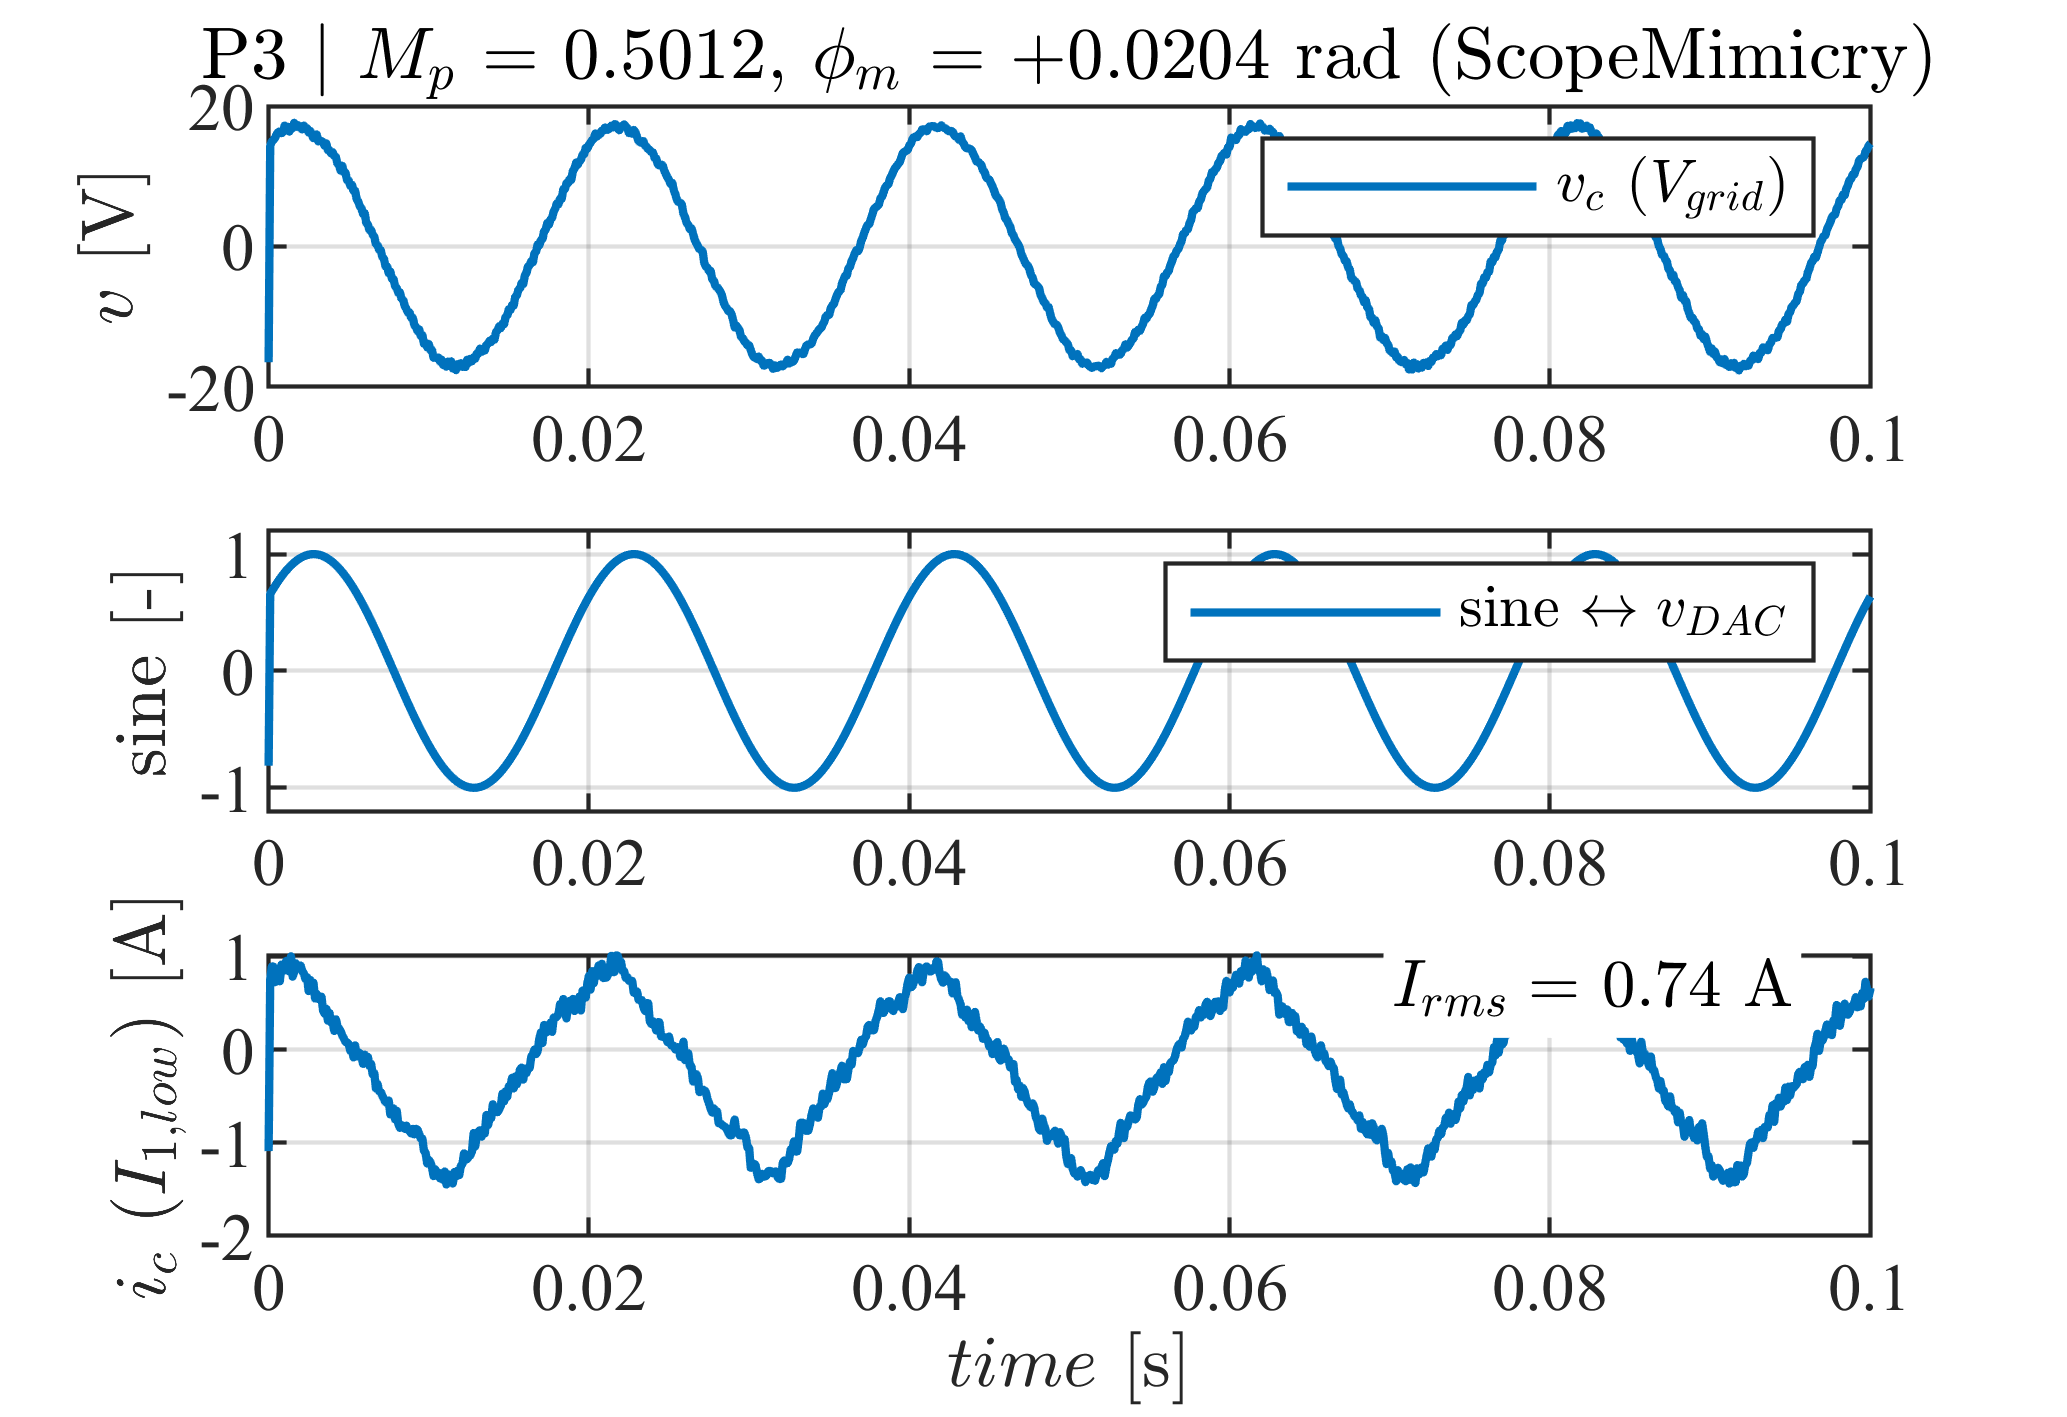 P3 | M_p = 0.5012, ϕ_m = +0.0204 rad (ScopeMimicry)
20
0
-20
v [V]
v_c (V_grid)
0 0.02 0.04 0.06 0.08 0.1
1
0
-1
sine [-]
sine ↔ v_DAC
0 0.02 0.04 0.06 0.08 0.1
1
0
-1
-2
i_c (I_1,low) [A]
I_rms = 0.74 A
0 0.02 0.04 0.06 0.08 0.1
time [s]